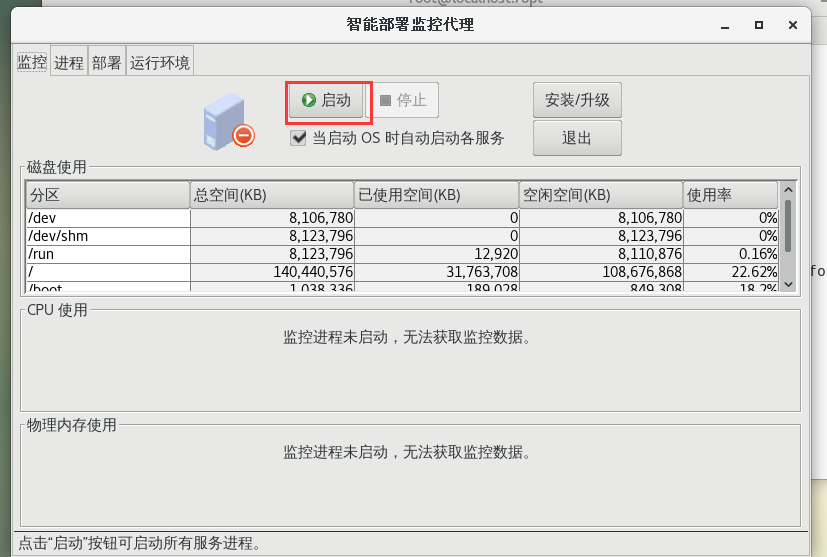 root@localhost:/opt
智能部署监控代理
监控 进程 部署 运行环境
启动 停止 安装/升级
当启动 OS 时自动启动各服务 退出
磁盘使用
分区 总空间(KB) 已使用空间(KB) 空闲空间(KB) 使用率
/dev 8,106,780 0 8,106,780 0%
/dev/shm 8,123,796 0 8,123,796 0%
/run 8,123,796 12,920 8,110,876 0.16%
/ 140,440,576 31,763,708 108,676,868 22.62%
/boot 1,038,336 189,028 849,308 18.2%
fo
CPU 使用
监控进程未启动，无法获取监控数据。
物理内存使用
监控进程未启动，无法获取监控数据。
点击“启动”按钮可启动所有服务进程。